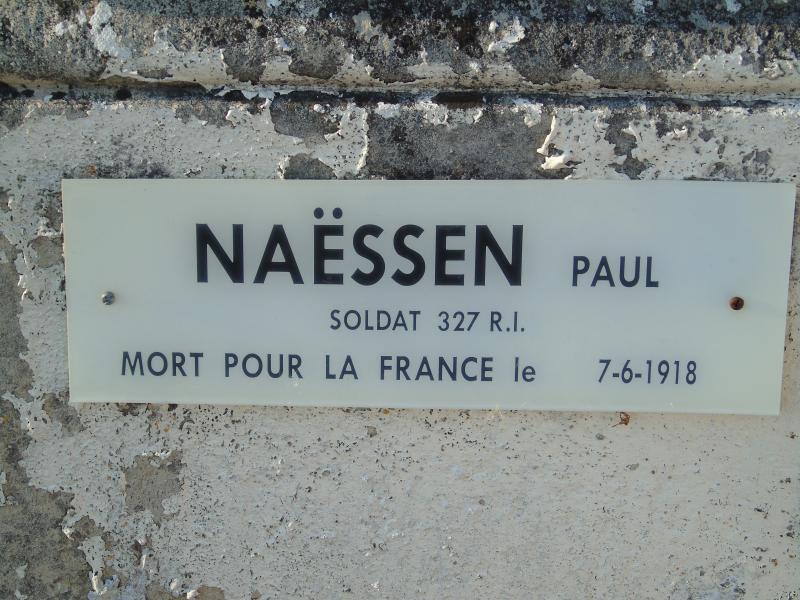 NAËSSEN PAUL
SOLDAT 327 R.I.
MORT POUR LA FRANCE le 7-6-1918